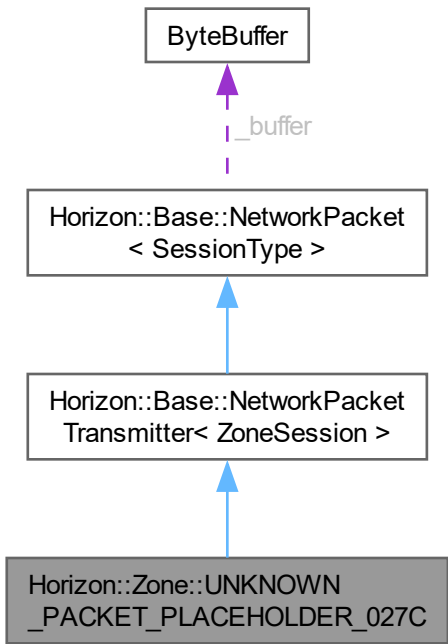 ByteBuffer
_buffer
Horizon::Base::NetworkPacket
< SessionType >
Horizon::Base::NetworkPacket
Transmitter< ZoneSession >
Horizon::Zone::UNKNOWN
_PACKET_PLACEHOLDER_027C